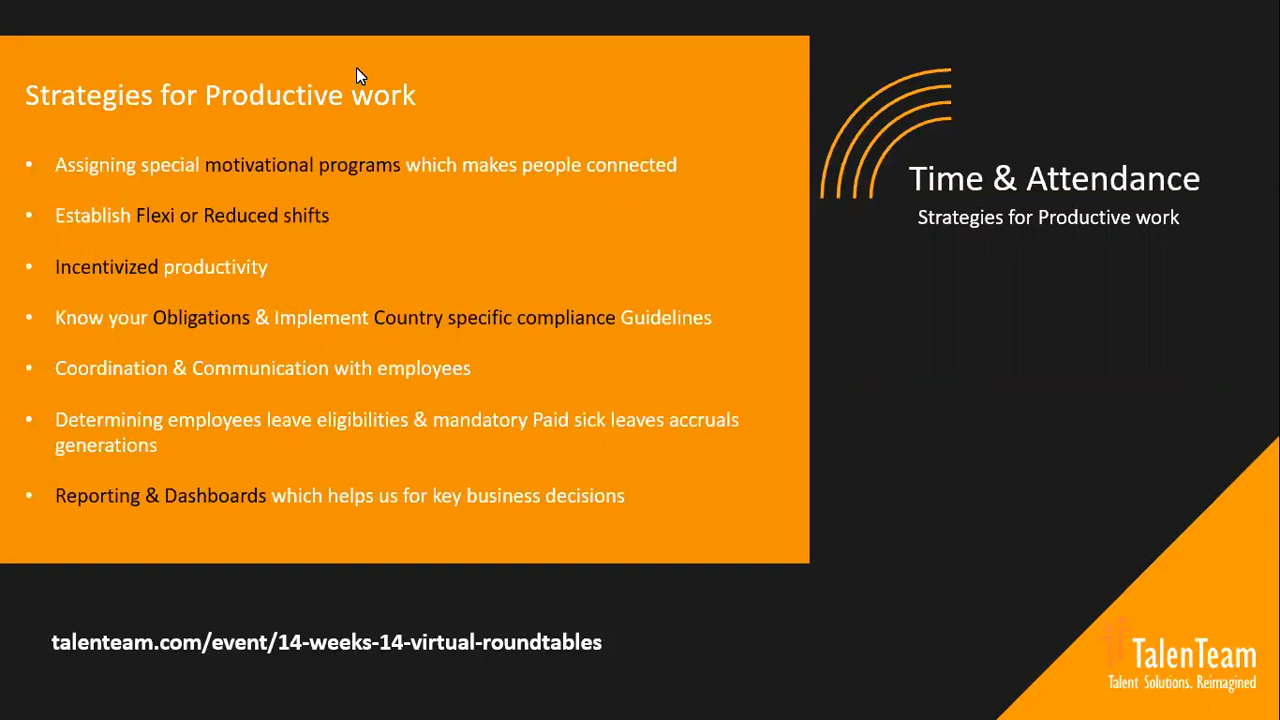 Strategies for Productive work
• Assigning special motivational programs which makes people connected
• Establish Flexi or Reduced shifts
• Incentivized productivity
• Know your Obligations & Implement Country specific compliance Guidelines
• Coordination & Communication with employees
• Determining employees leave eligibilities & mandatory Paid sick leaves accruals
generations
• Reporting & Dashboards which helps us for key business decisions
Time & Attendance
Strategies for Productive work
talenteam.com/event/14-weeks-14-virtual-roundtables
TalenTeam
Talent Solutions, Reimagined